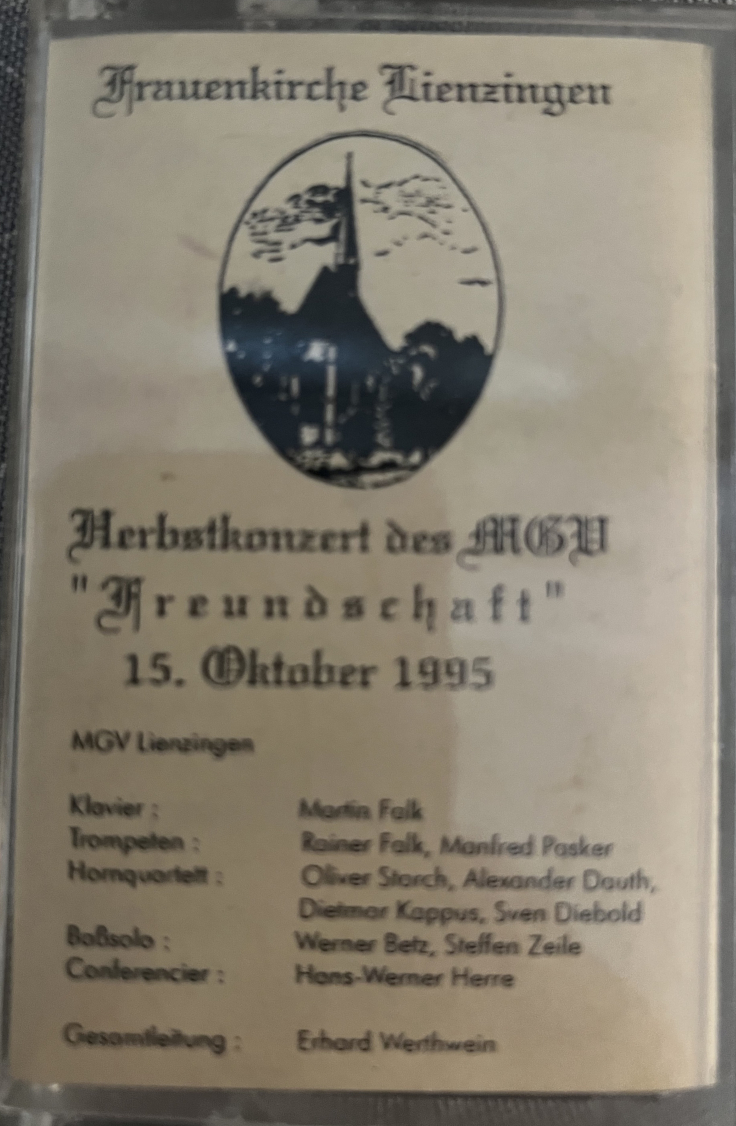 Frauenkirche Lienzingen
Herbstkonzert des MGV
"Freundschaft"
15. Oktober 1995
MGV Lienzingen
Klavier : Martin Falk
Trompeten : Rainer Falk, Manfred Pasker
Hornquartett : Oliver Storch, Alexander Dauth,
Dietmar Kappus, Sven Diebold
Baßsolo : Werner Betz, Steffen Zeile
Conferencier : Hans-Werner Herre
Gesamtleitung : Erhard Werthwein